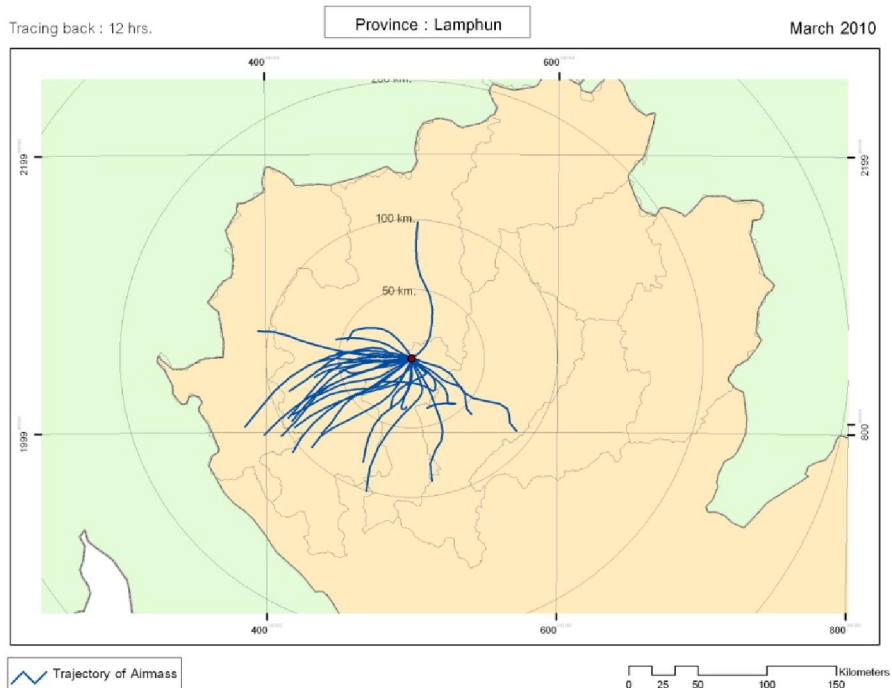 Tracing back : 12 hrs.
Province : Lamphun
March 2010
400
600
2199
2199
100 km.
50 km.
1999
800
400
600
800
Trajectory of Airmass
Kilometers
0 25 50 100 150